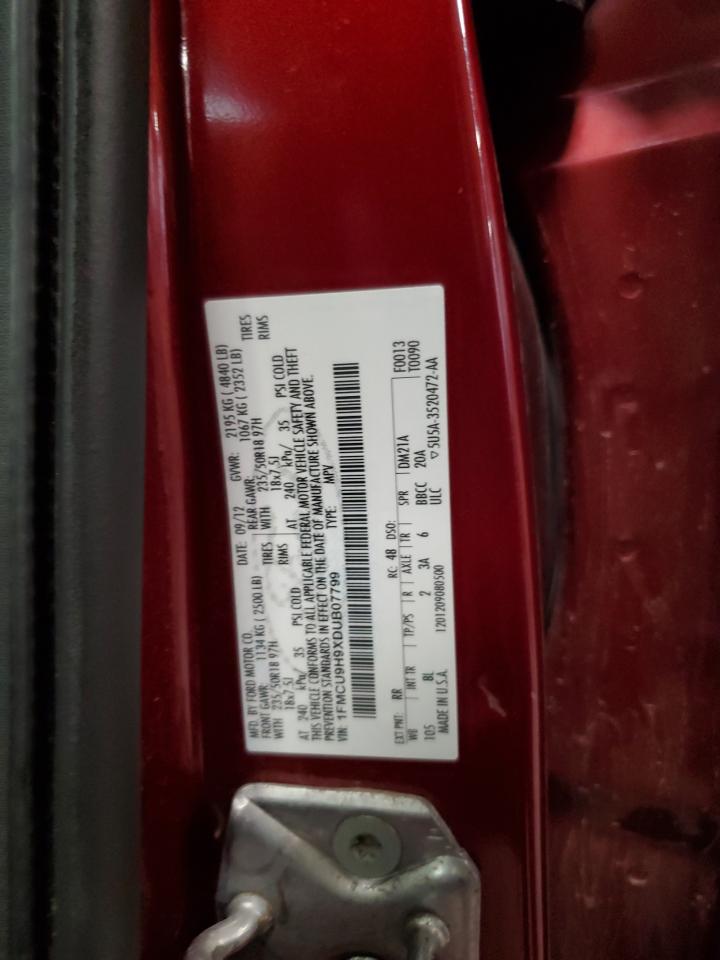 MFD. BY FORD MOTOR CO. DATE: 09/12 GVWR: 2195 KG ( 4840 LB)
FRONT GAWR: 1134 KG ( 2500 LB) REAR GAWR: 1067 KG ( 2352 LB)
WITH 235/50R18 97H TIRES WITH 235/50R18 97H TIRES
18x7.5J RIMS 18x7.5J RIMS
AT 240 kPa/ 35 PSI COLD AT 240 kPa/ 35 PSI COLD
THIS VEHICLE CONFORMS TO ALL APPLICABLE FEDERAL MOTOR VEHICLE SAFETY AND THEFT
PREVENTION STANDARDS IN EFFECT ON THE DATE OF MANUFACTURE SHOWN ABOVE.
VIN: 1FMCU9H9XDUB07799 TYPE: MPV
F0013
EXT PNT: RR RC: 48 DSO: T0090
WB INT TR TP/PS R AXLE TR SPR DM21A
105 BL 2 3A 6 BBCC 20A
MADE IN U.S.A. 1201209080500 ULC ▽5U5A-3520472-AA